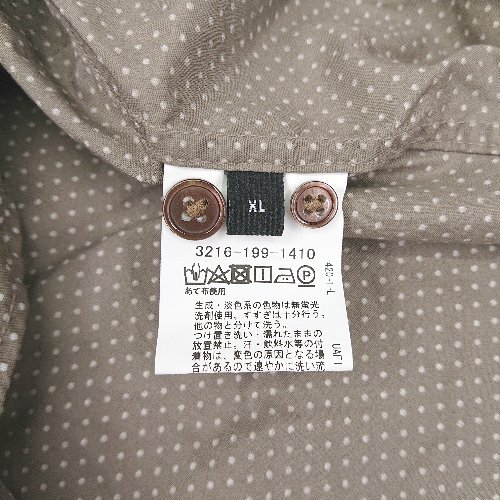 XL
3216-199-1410
あて布使用
生成・淡色系の色物は無蛍光
洗剤使用、すすぎは十分行う。
他の物と分けて洗う。
つけ置き洗い・濡れたままの
放置禁止。汗・飲料水等の付
着物は、変色の原因となる場
合があるので速やかに洗い流